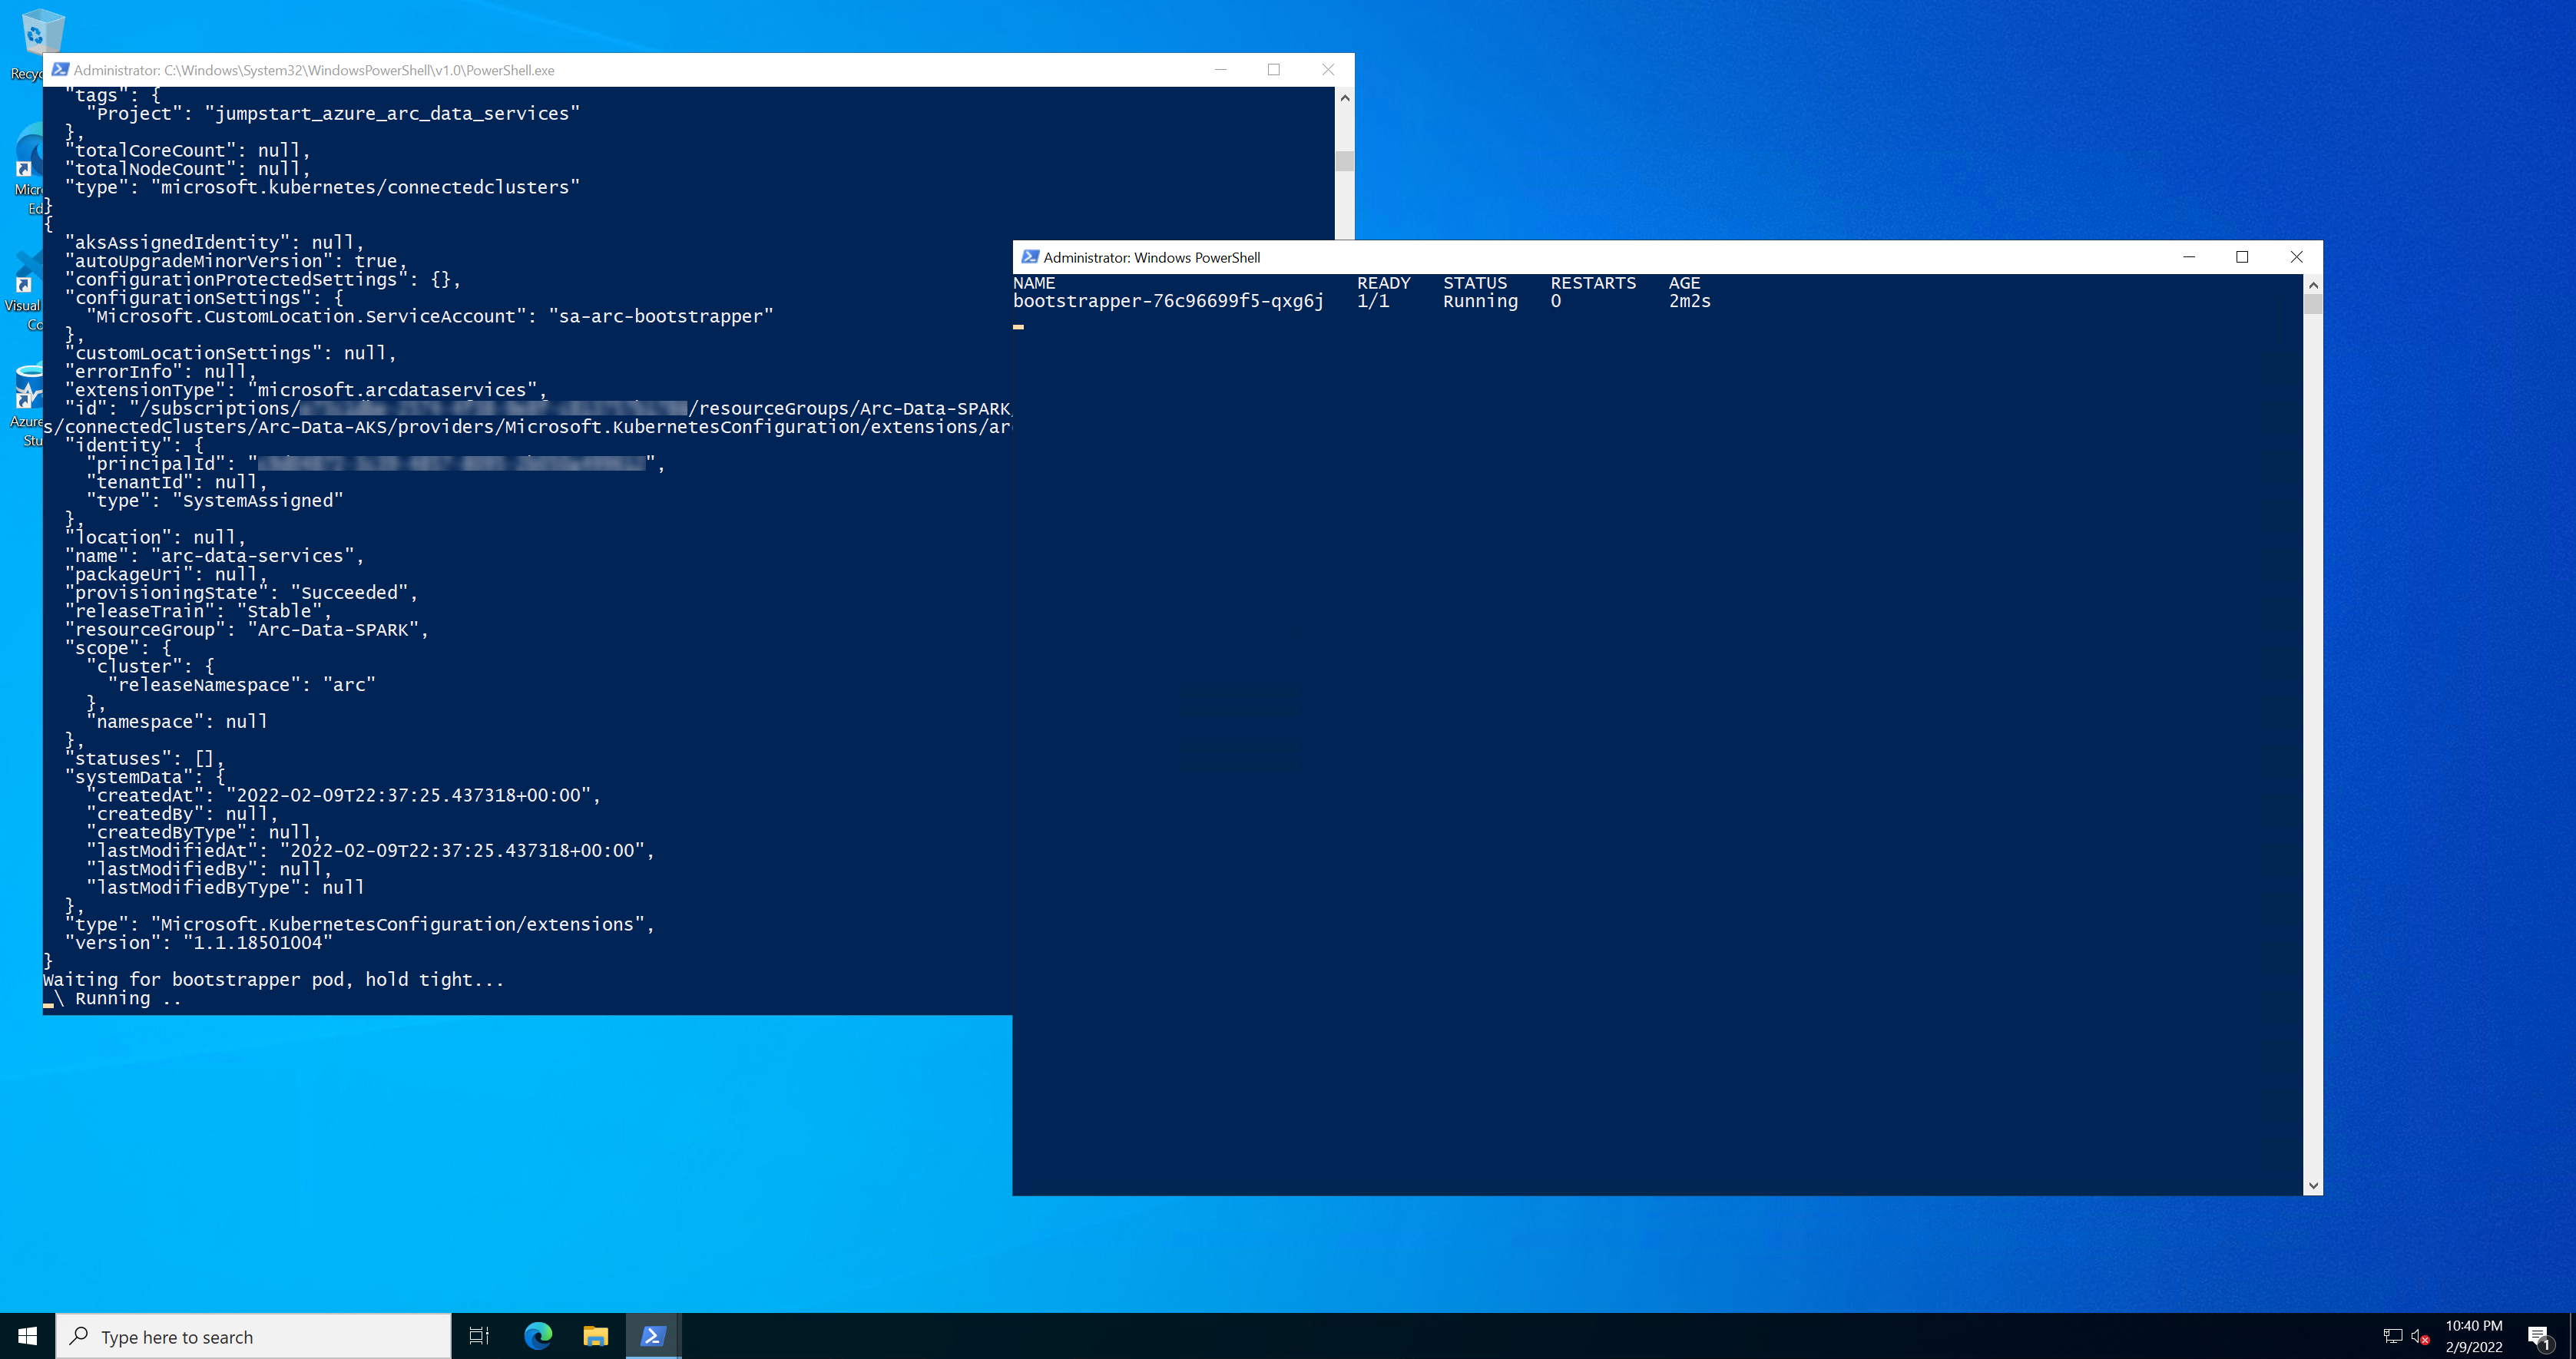 Recyc
Micr
Ed
Visual
Co
Azure
Stu
Administrator: C:\Windows\System32\WindowsPowerShell\v1.0\PowerShell.exe
"tags": {
"Project": "jumpstart_azure_arc_data_services"
},
"totalCoreCount": null,
"totalNodeCount": null,
"type": "microsoft.kubernetes/connectedclusters"
}
{
"aksAssignedIdentity": null,
"autoUpgradeMinorVersion": true,
"configurationProtectedSettings": {},
"configurationSettings": {
"Microsoft.CustomLocation.ServiceAccount": "sa-arc-bootstrapper"
},
"customLocationSettings": null,
"errorInfo": null,
"extensionType": "microsoft.arcdataservices",
"id": "/subscriptions/ /resourceGroups/Arc-Data-SPARK/
s/connectedClusters/Arc-Data-AKS/providers/Microsoft.KubernetesConfiguration/extensions/ar
"identity": {
"principalId": " ",
"tenantId": null,
"type": "SystemAssigned"
},
"location": null,
"name": "arc-data-services",
"packageUri": null,
"provisioningState": "Succeeded",
"releaseTrain": "Stable",
"resourceGroup": "Arc-Data-SPARK",
"scope": {
"cluster": {
"releaseNamespace": "arc"
},
"namespace": null
},
"statuses": [],
"systemData": {
"createdAt": "2022-02-09T22:37:25.437318+00:00",
"createdBy": null,
"createdByType": null,
"lastModifiedAt": "2022-02-09T22:37:25.437318+00:00",
"lastModifiedBy": null,
"lastModifiedByType": null
},
"type": "Microsoft.KubernetesConfiguration/extensions",
"version": "1.1.18501004"
}
Waiting for bootstrapper pod, hold tight...
\ Running ..
Administrator: Windows PowerShell
NAME READY STATUS RESTARTS AGE
bootstrapper-76c96699f5-qxg6j 1/1 Running 0 2m2s
Type here to search
10:40 PM
2/9/2022
1